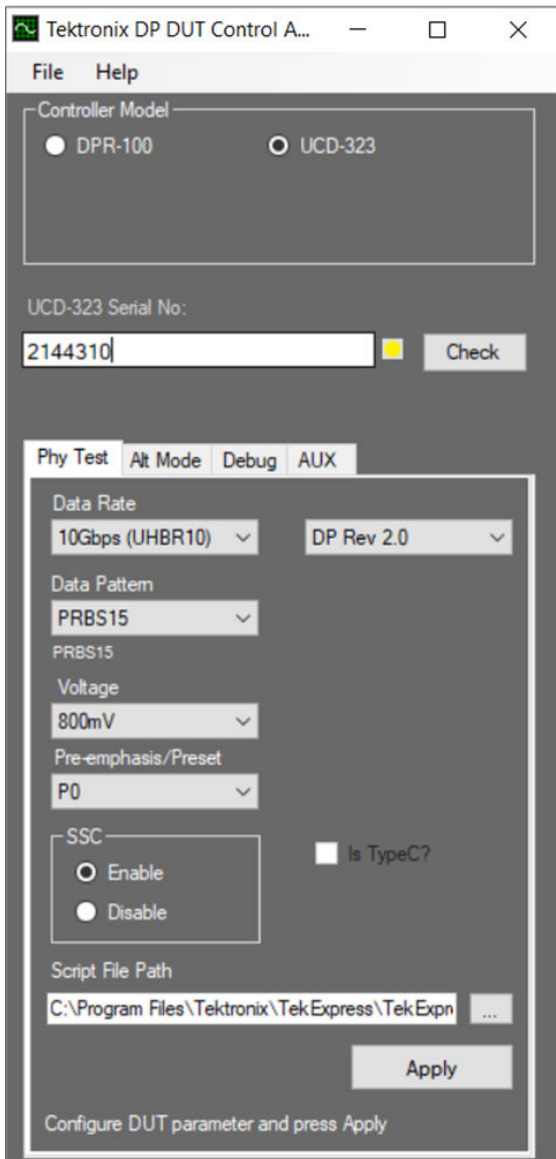 Tektronix DP DUT Control A...
File Help
Controller Model
DPR-100 UCD-323
UCD-323 Serial No:
2144310
Check
Phy Test Alt Mode Debug AUX
Data Rate
10Gbps (UHBR10) DP Rev 2.0
Data Pattern
PRBS15
PRBS15
Voltage
800mV
Pre-emphasis/Preset
P0
SSC
Enable Is TypeC?
Disable
Script File Path
C:\Program Files\Tektronix\TekExpress\TekExpr ...
Apply
Configure DUT parameter and press Apply